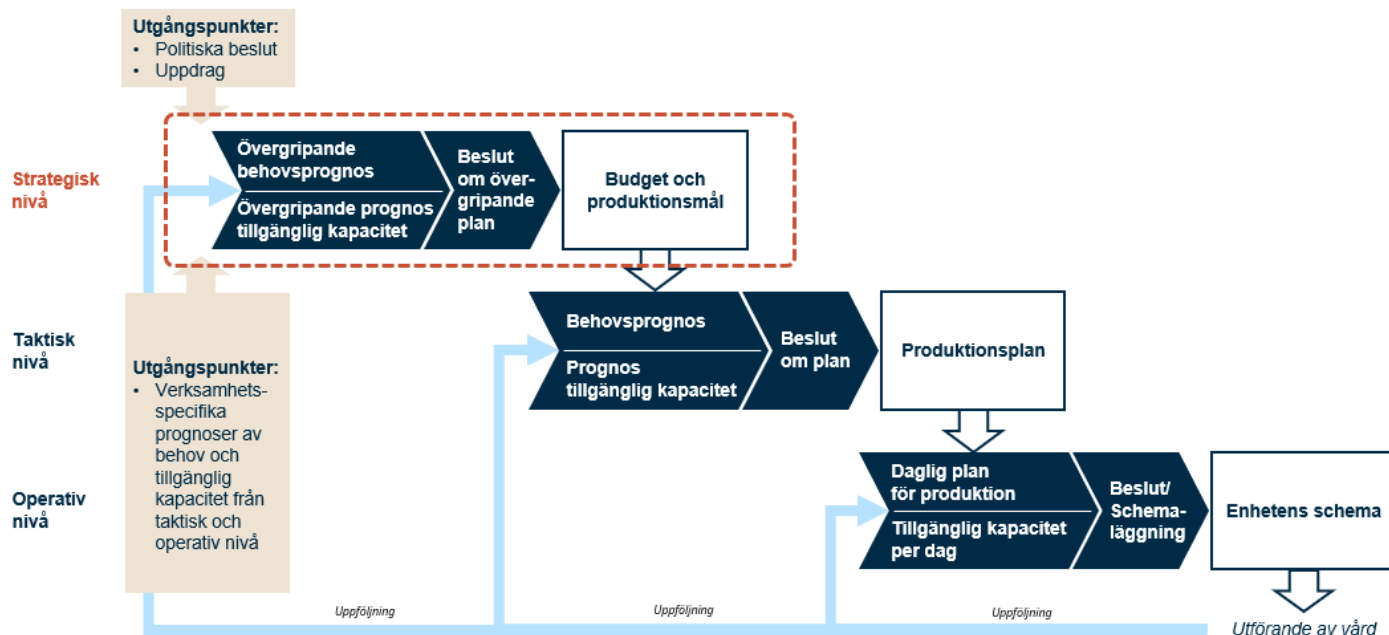 Utgångspunkter:
• Politiska beslut
• Uppdrag
Strategisk
nivå
Övergripande
behovsprognos
Övergripande prognos
tillgänglig kapacitet
Beslut
om över-
gripande
plan
Budget och
produktionsmål
Taktisk
nivå
Behovsprognos
Prognos
tillgänglig kapacitet
Beslut
om plan
Produktionsplan
Utgångspunkter:
• Verksamhets-
specifika
prognoser av
behov och
tillgänglig
kapacitet från
taktisk och
operativ nivå
Operativ
nivå
Daglig plan
för produktion
Tillgänglig kapacitet
per dag
Beslut/
Schema-
läggning
Enhetens schema
Uppföljning
Uppföljning
Uppföljning
Utförande av vård